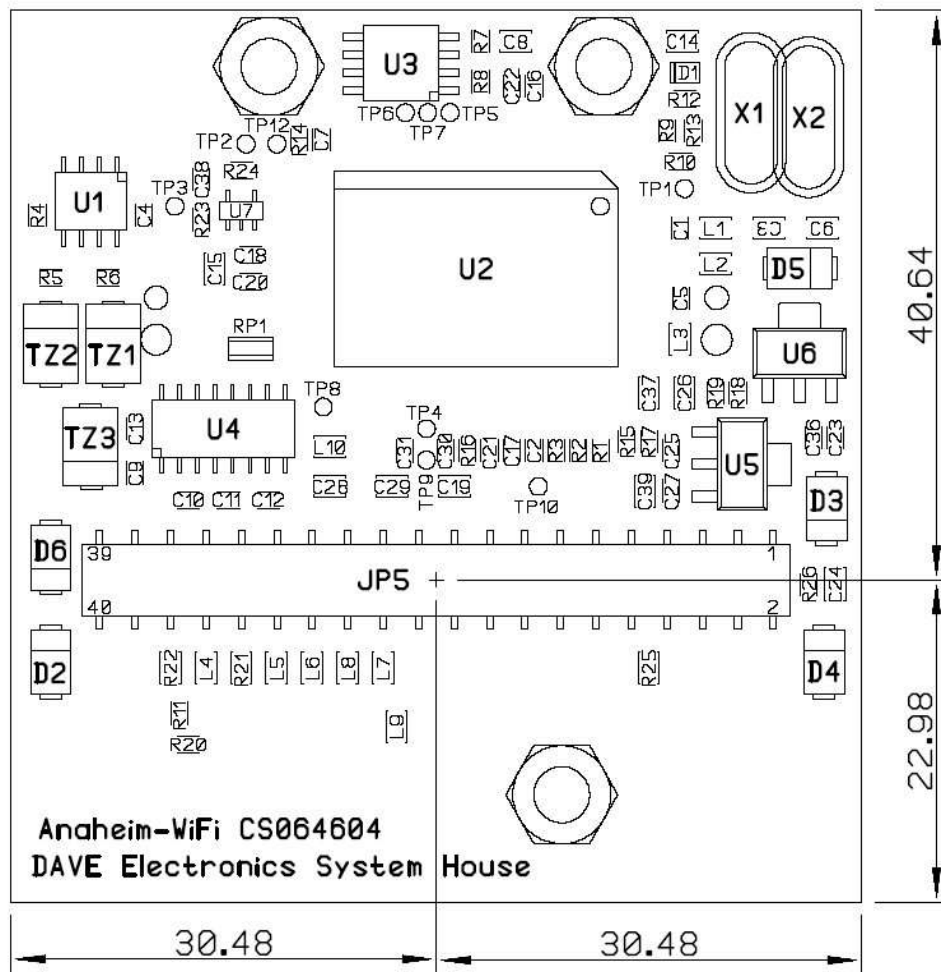 R7 C8 C14
U3
R8 C22 C16 D1
R12
X1 X2
TP6 TP7 TP5
TP12
TP2 R14 C7
R9 R13
R10
TP1
U1
R4 C4
TP3 C38 R24
R23 U7
U2
C1 L1 C3 C6
C15 C18
C20
L2 D5
R5 R6
C5
TZ2 TZ1
RP1
L3 U6
TP8
C37 C26 R19 R18
TZ3 C13 U4
C9
L10
TP4
C31 C30 R16 C21 C17 C2 R3 R2 R1
R15 R17 C25
U5
C36 C23
C10 C11 C12
C28 C29 TP9 C19
TP10
C39 C27
D3
D6
39 1
JP5
40 2
R26 C24
D2
R22 L4 R21 L5 L6 L8 L7
R25
D4
R11
R20
L9
Anaheim-WiFi CS064604
DAVE Electronics System House
40.64
22.98
30.48 30.48